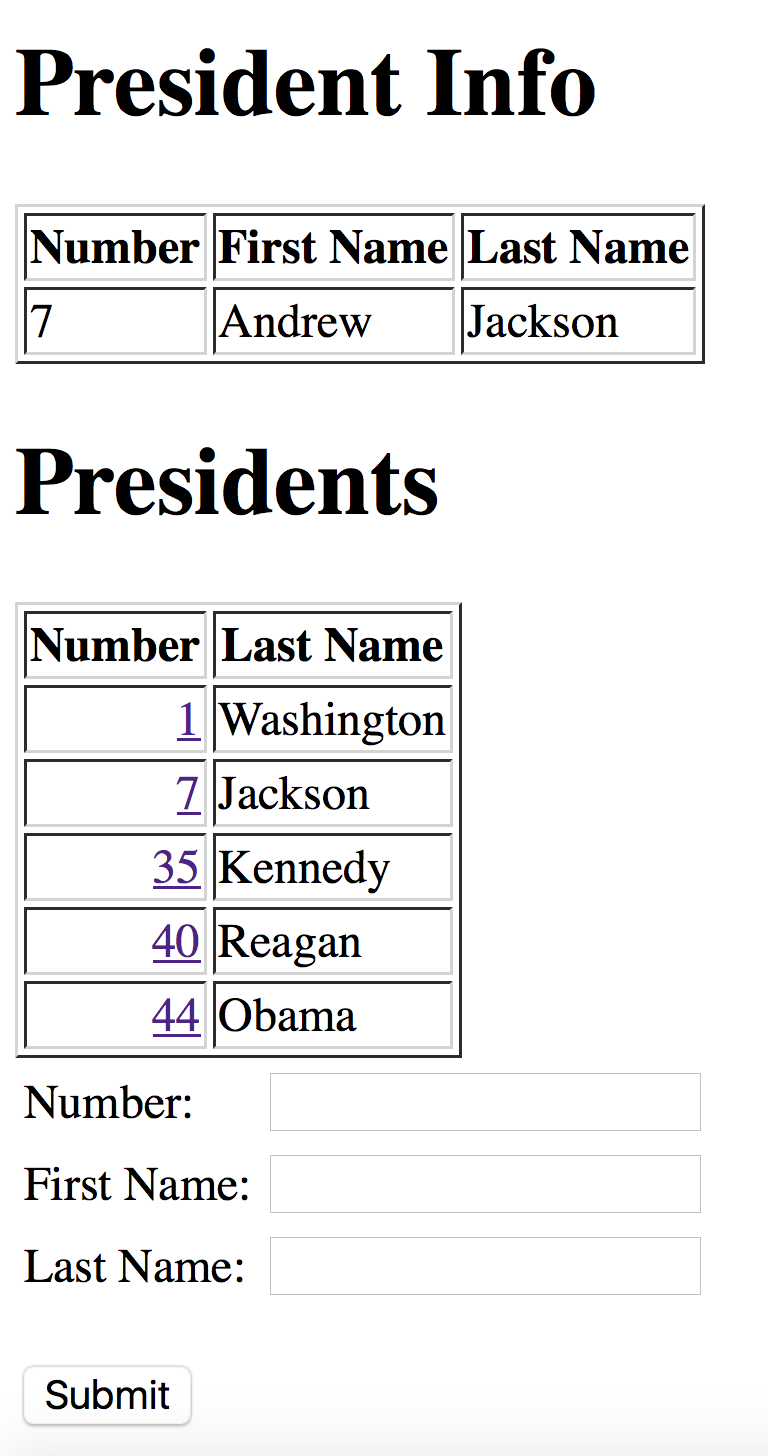 President Info
Number First Name Last Name
7 Andrew Jackson
Presidents
Number Last Name
1 Washington
7 Jackson
35 Kennedy
40 Reagan
44 Obama
Number:
First Name:
Last Name:
Submit